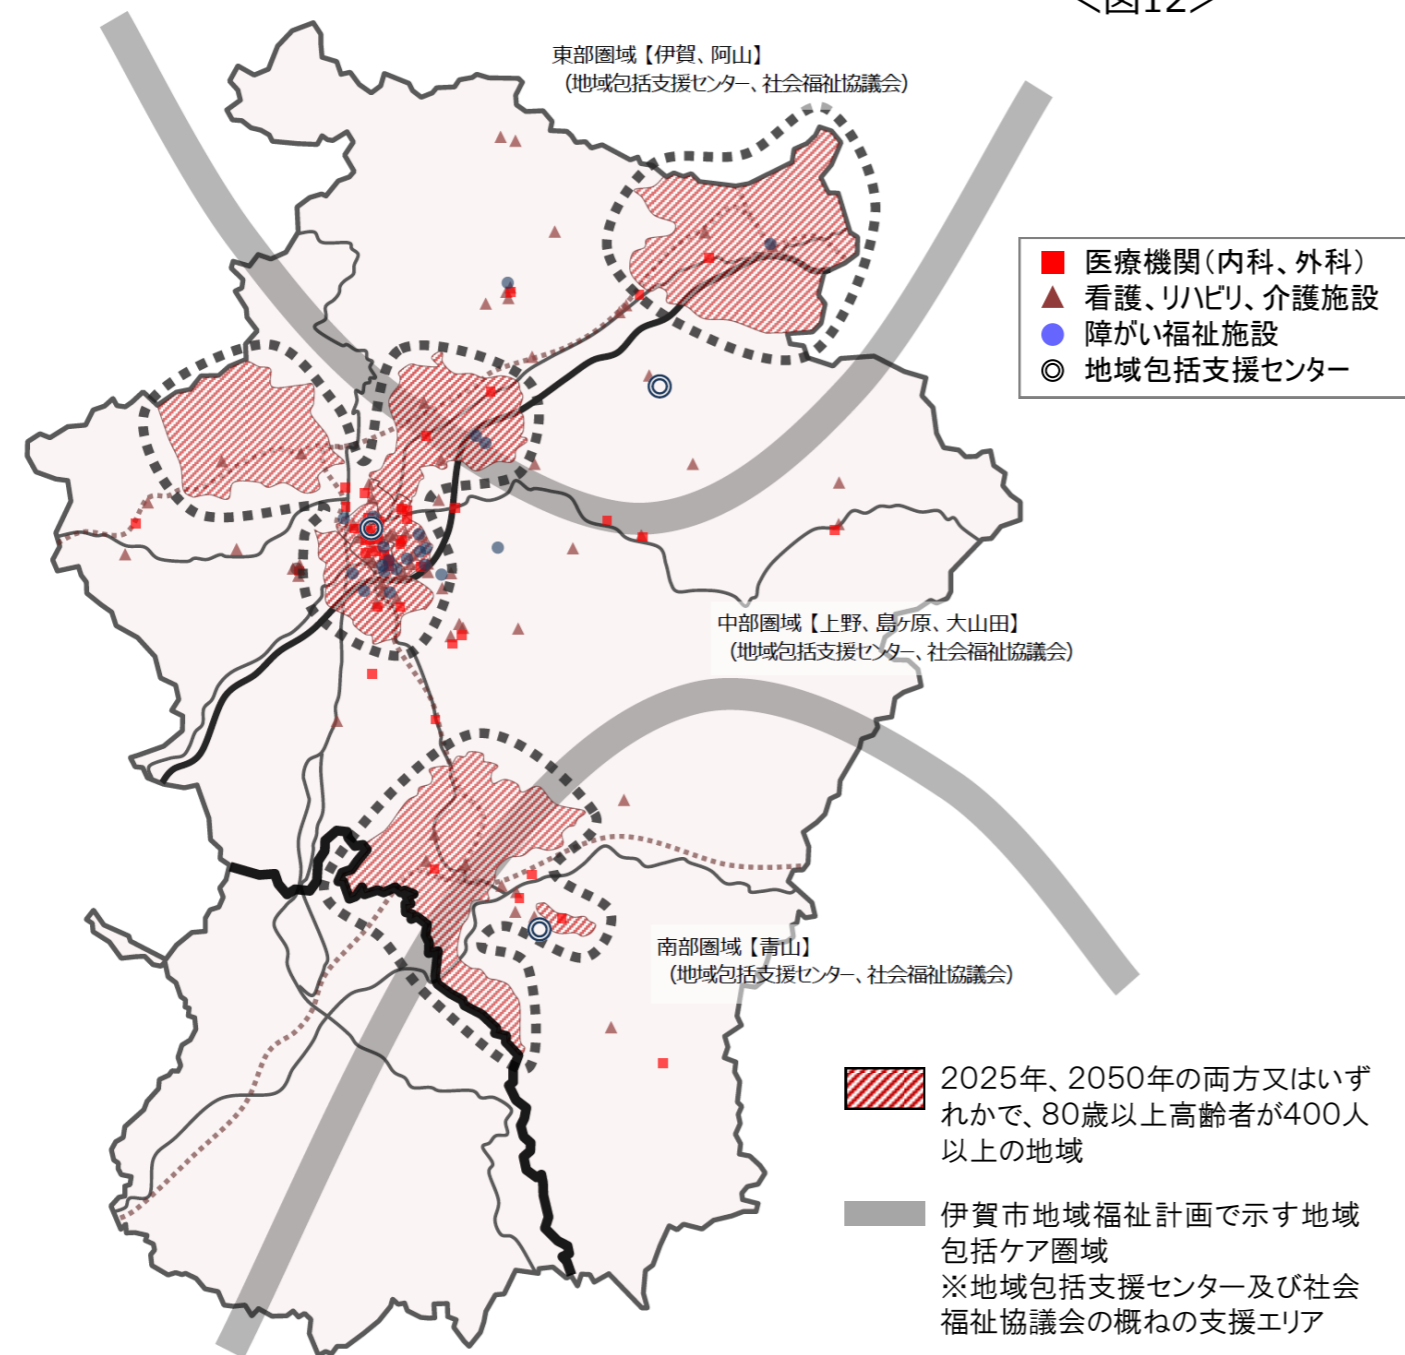 <図12>
東部圏域【伊賀、阿山】
(地域包括支援センター、社会福祉協議会)
医療機関(内科、外科)
看護、リハビリ、介護施設
障がい福祉施設
地域包括支援センター
中部圏域【上野、島ヶ原、大山田】
(地域包括支援センター、社会福祉協議会)
南部圏域【青山】
(地域包括支援センター、社会福祉協議会)
2025年、2050年の両方又はいず
れかで、80歳以上高齢者が400人
以上の地域
伊賀市地域福祉計画で示す地域
包括ケア圏域
※地域包括支援センター及び社会
福祉協議会の概ねの支援エリア